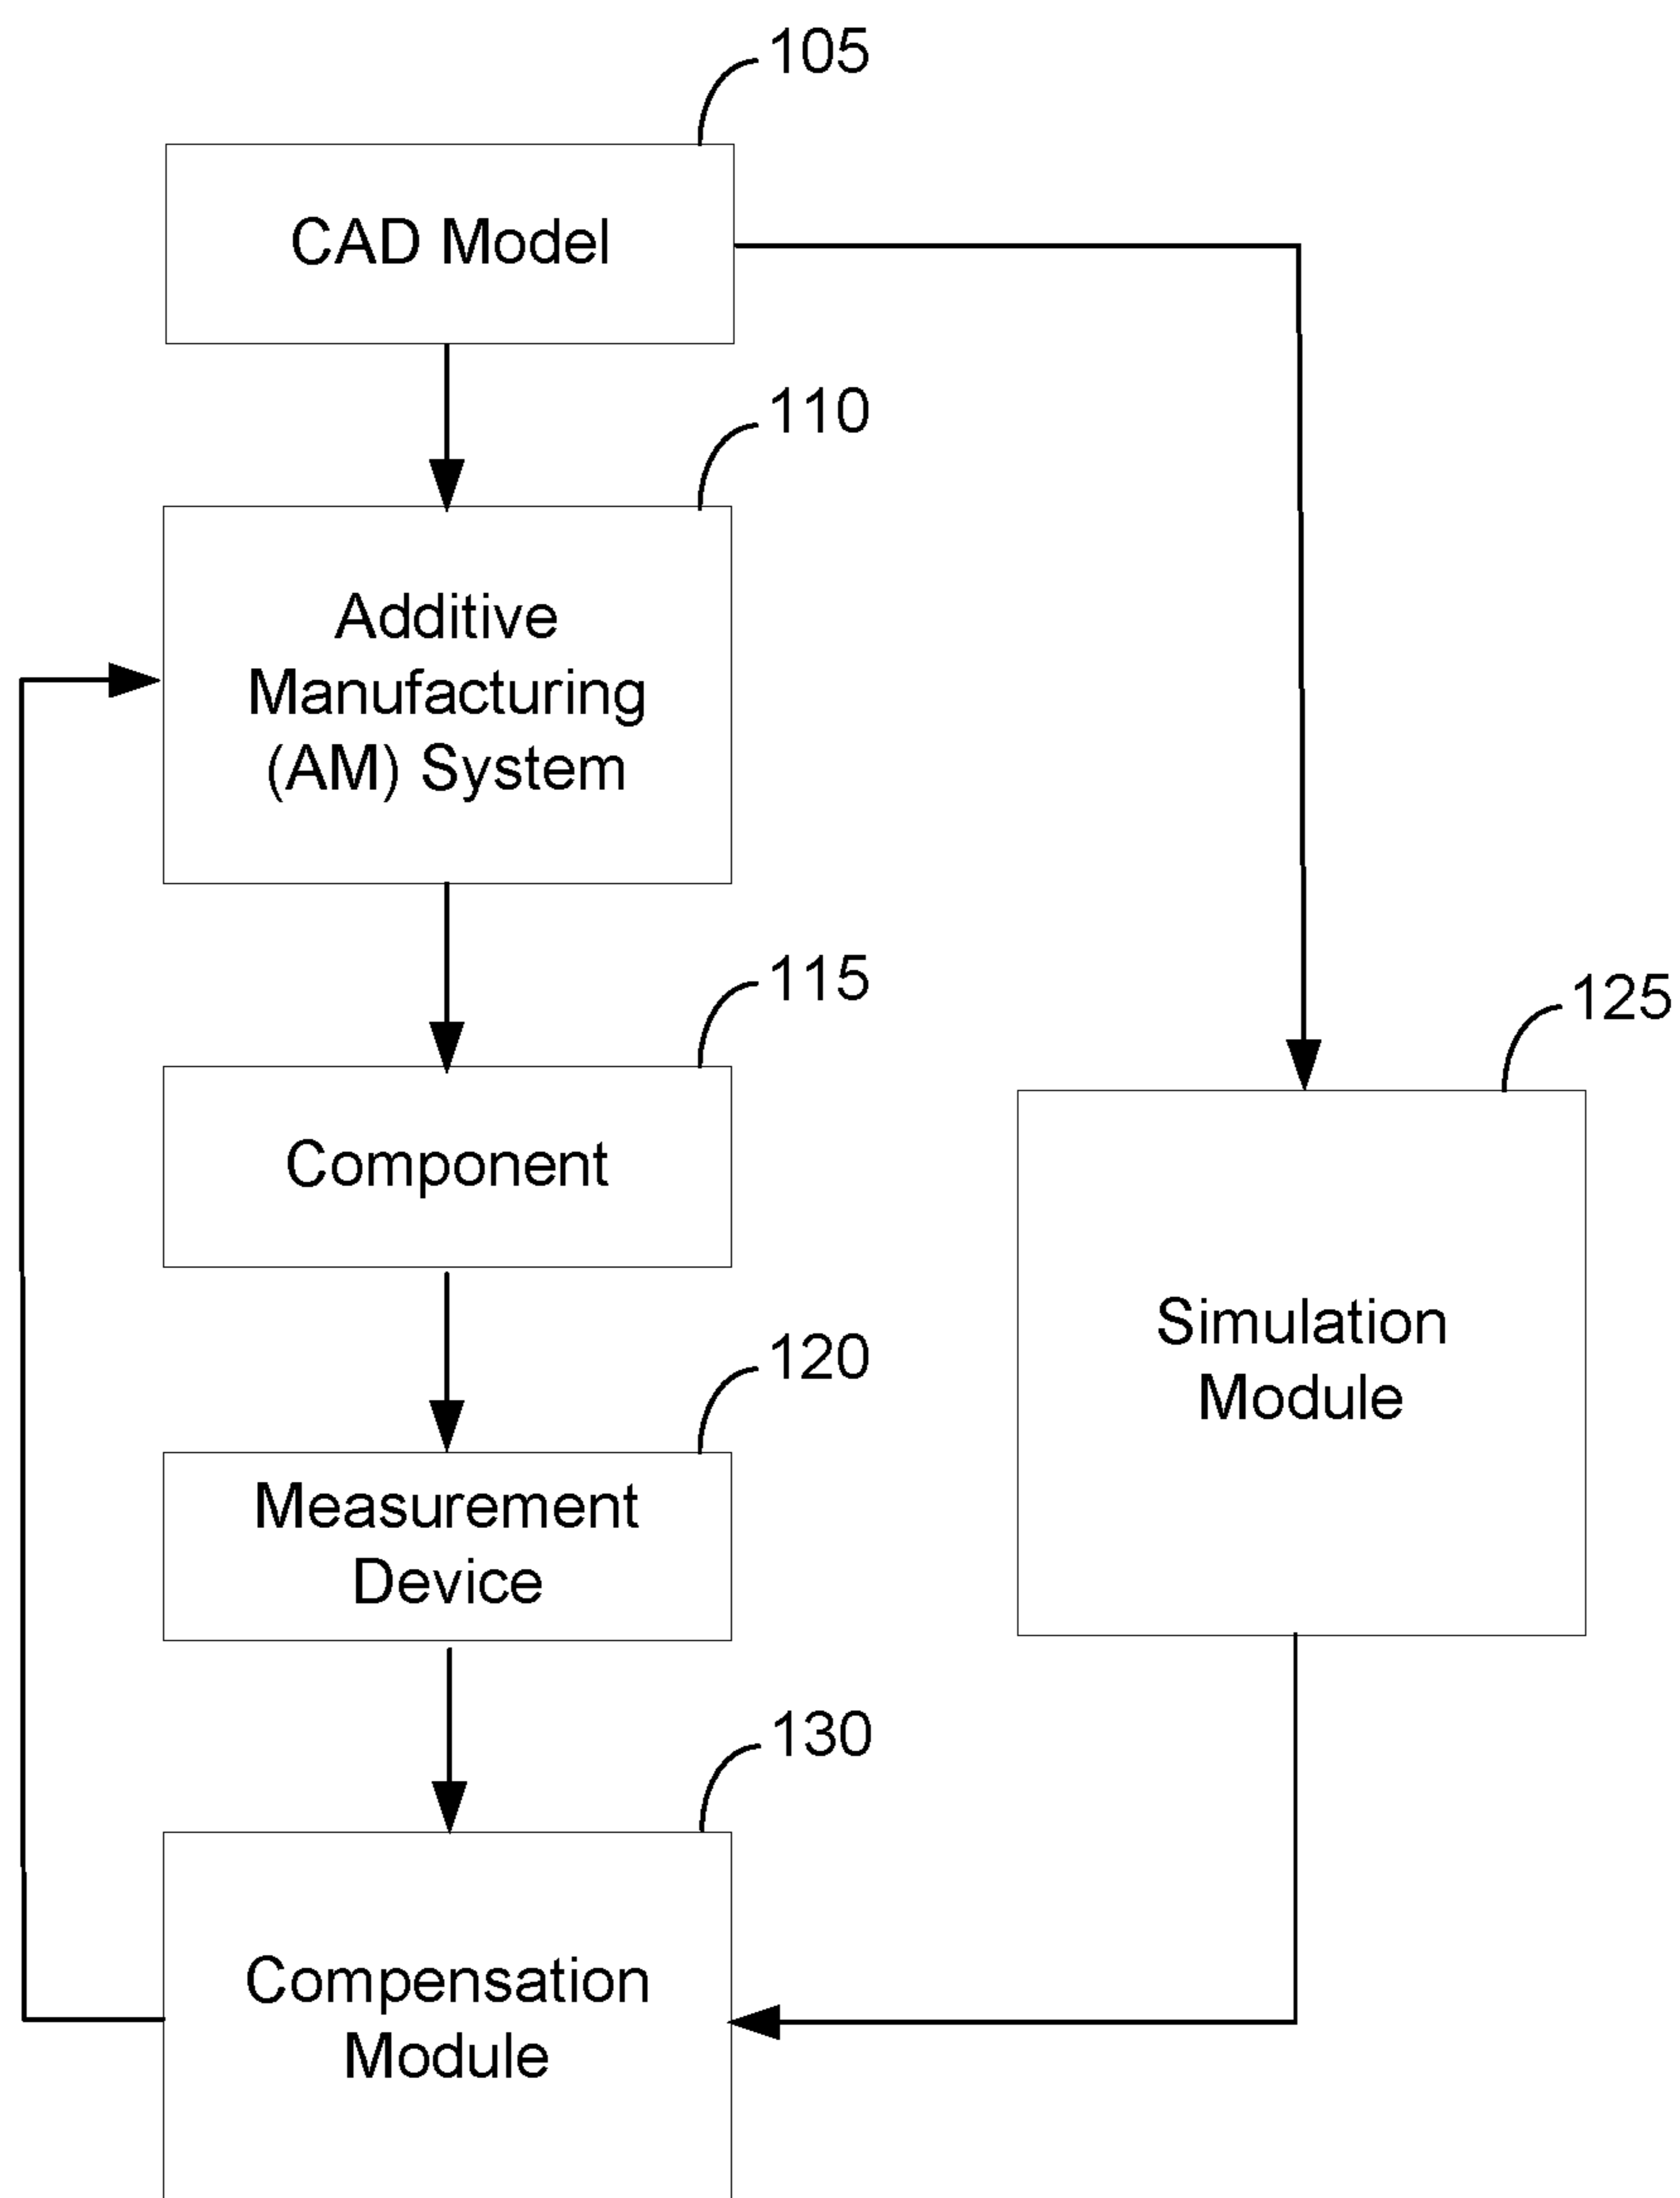 105
CAD Model
110
Additive
Manufacturing
(AM) System
115
Component
125
Simulation
Module
120
Measurement
Device
130
Compensation
Module